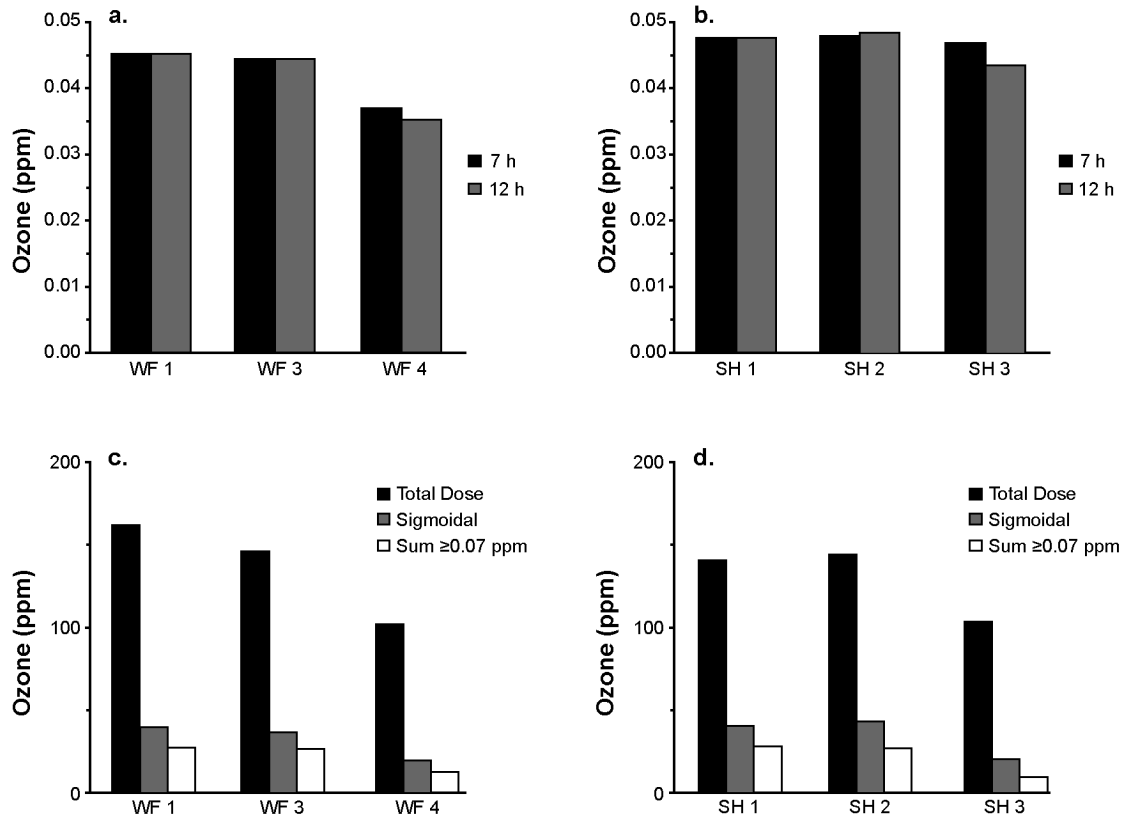 a.
0.05
0.04
0.03
0.02
0.01
0.00
Ozone (ppm)
7 h
12 h
WF 1 WF 3 WF 4
b.
0.05
0.04
0.03
0.02
0.01
0.00
Ozone (ppm)
7 h
12 h
SH 1 SH 2 SH 3
c.
200
100
0
Ozone (ppm)
Total Dose
Sigmoidal
Sum ≥0.07 ppm
WF 1 WF 3 WF 4
d.
200
100
0
Ozone (ppm)
Total Dose
Sigmoidal
Sum ≥0.07 ppm
SH 1 SH 2 SH 3